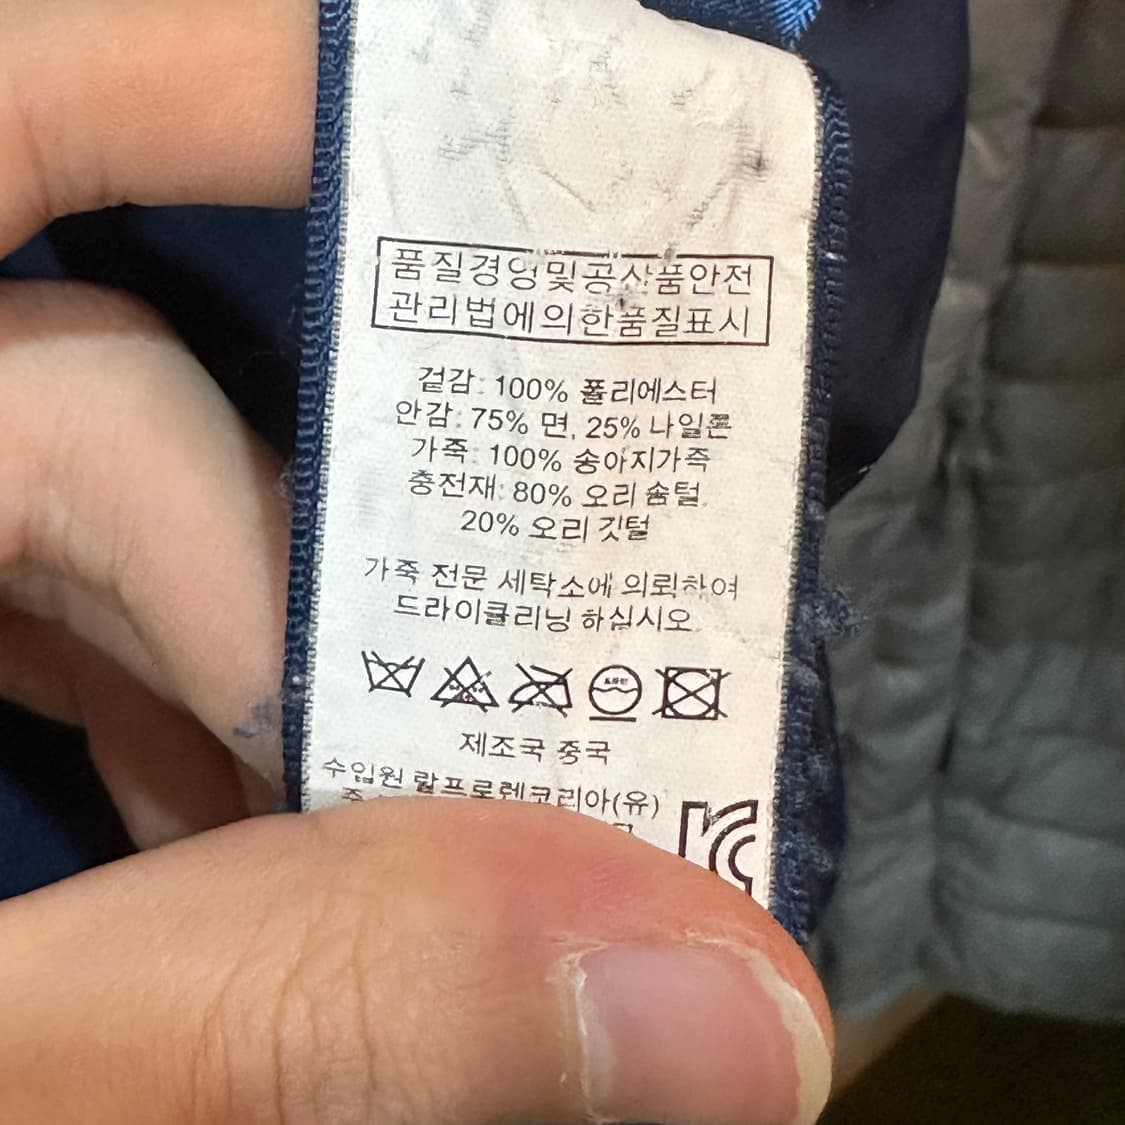 품질경영및공산품안전
관리법에의한품질표시
겉감: 100% 폴리에스터
안감: 75% 면, 25% 나일론
가죽: 100% 송아지가죽
충전재: 80% 오리 솜털,
20% 오리 깃털
가죽 전문 세탁소에 의뢰하여
드라이클리닝 하십시오
제조국 중국
수입원 랄프로렌코리아(유)